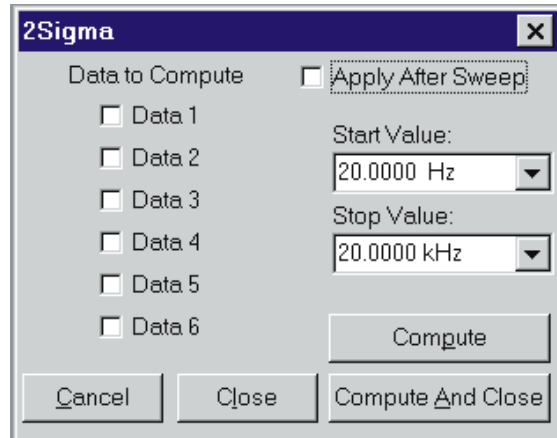 2Sigma
Data to Compute
Apply After Sweep
Data 1
Data 2
Data 3
Data 4
Data 5
Data 6
Start Value:
20.0000 Hz
Stop Value:
20.0000 kHz
Compute
Cancel
Close
Compute And Close